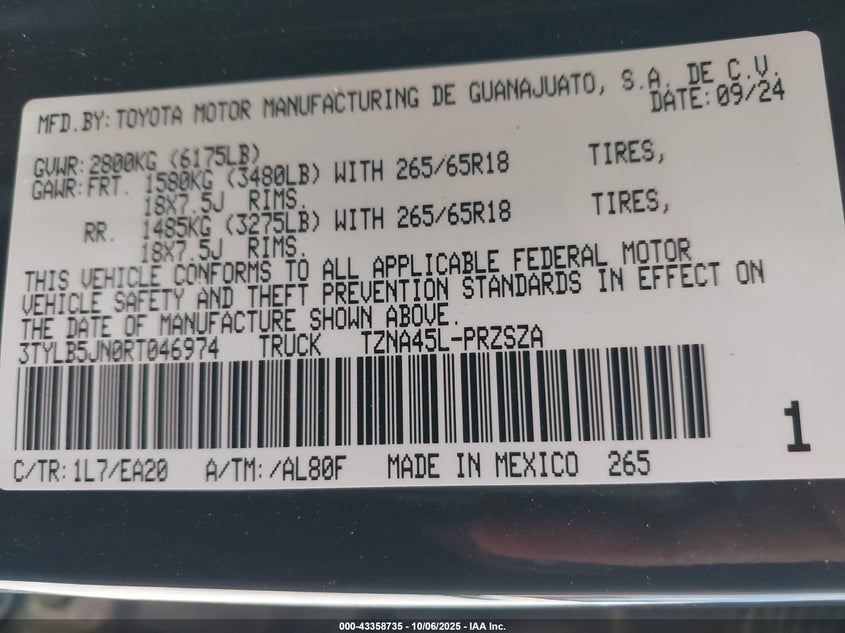 MFD.BY: TOYOTA MOTOR MANUFACTURING DE GUANAJUATO, S.A. DE C.V.
DATE: 09/24
GVWR: 2800KG (6175LB)
GAWR: FRT. 1580KG (3480LB) WITH 265/65R18 TIRES,
18X7.5J RIMS.
RR. 1485KG (3275LB) WITH 265/65R18 TIRES,
18X7.5J RIMS.
THIS VEHICLE CONFORMS TO ALL APPLICABLE FEDERAL MOTOR
VEHICLE SAFETY AND THEFT PREVENTION STANDARDS IN EFFECT ON
THE DATE OF MANUFACTURE SHOWN ABOVE.
3TYLB5JN0RT046974 TRUCK TZNA45L-PRZSZA
1
C/TR: 1L7/EA20 A/TM: /AL80F MADE IN MEXICO 265
000-43358735 - 10/06/2025 - IAA Inc.